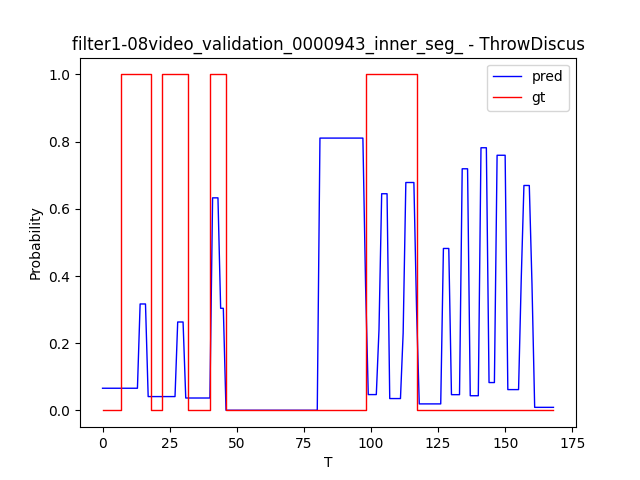 filter1-08video_validation_0000943_inner_seg_ - ThrowDiscus
pred
gt
1.0
0.8
0.6
0.4
0.2
0.0
Probability
0
25
50
75
100
125
150
175
T